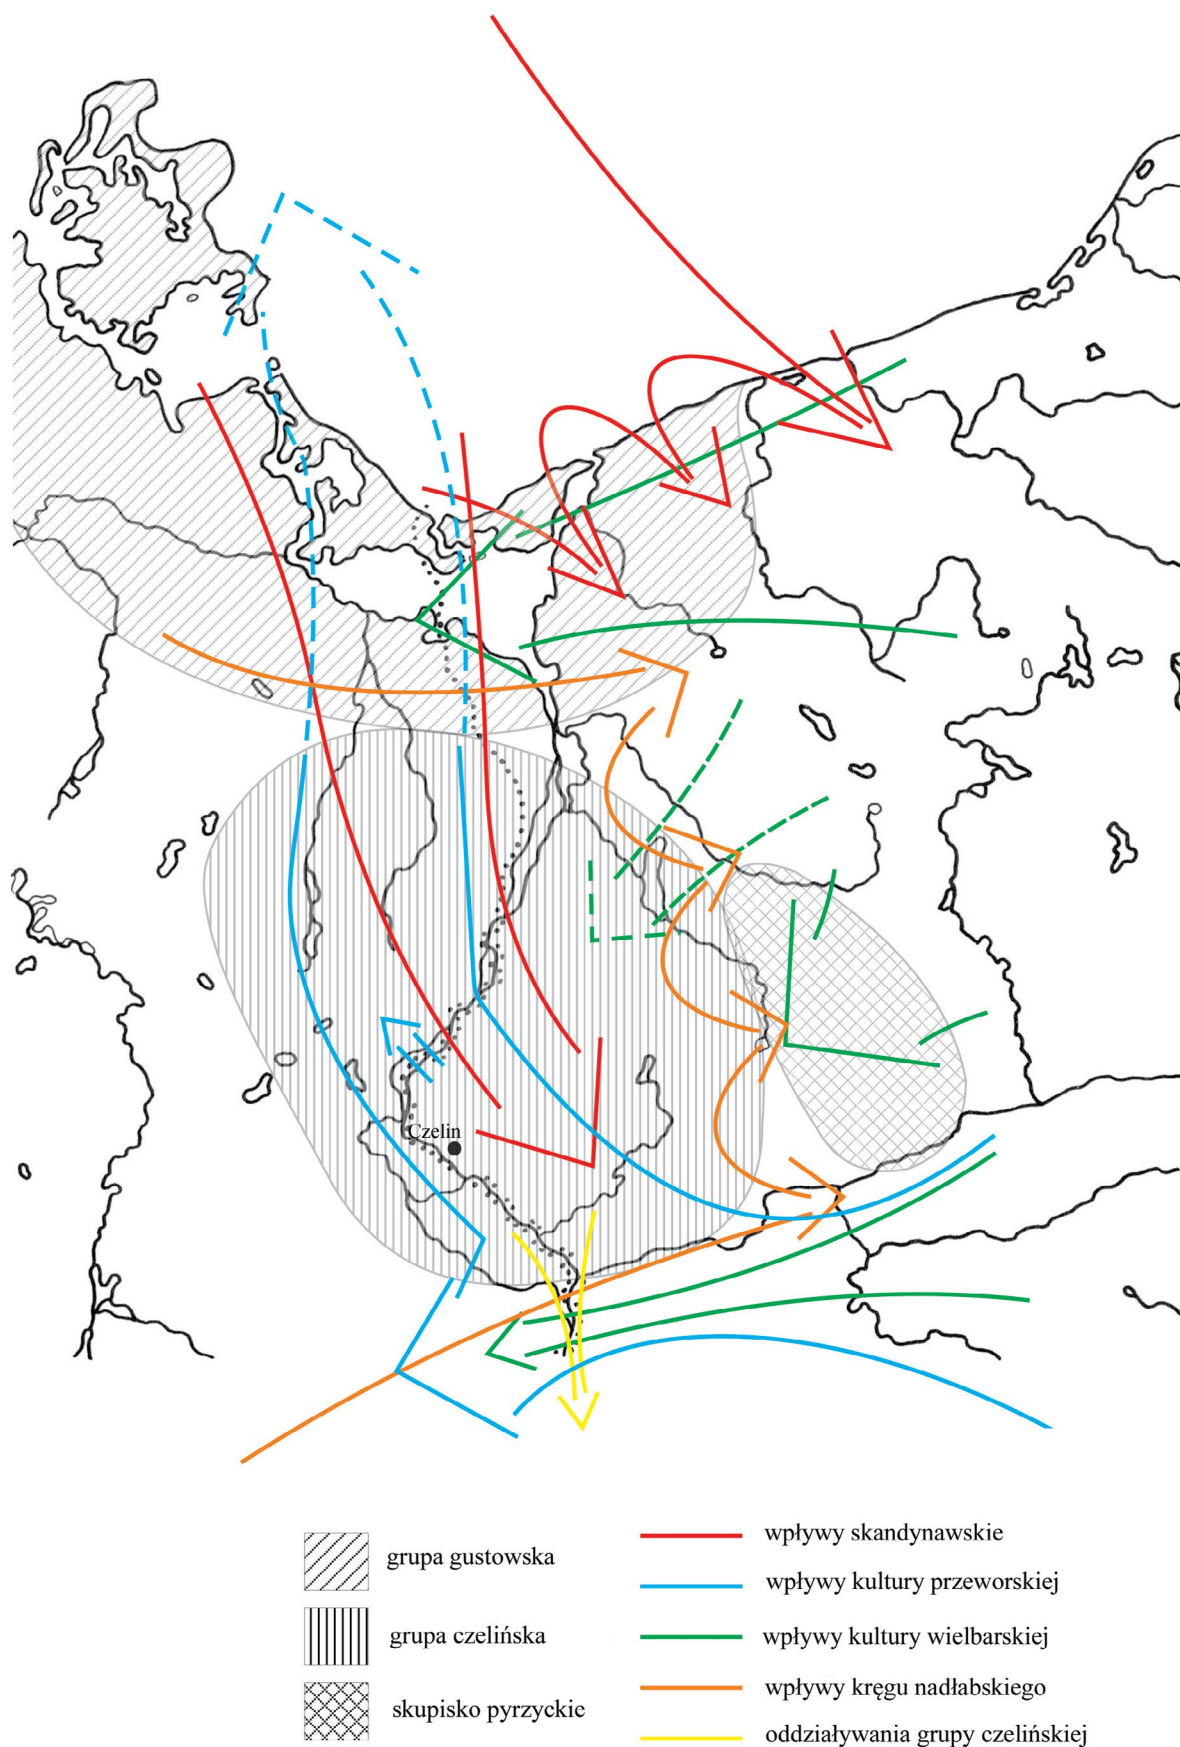 Czelin
grupa gustowska
grupa czelińska
skupisko pyrzyckie
wpływy skandynawskie
wpływy kultury przeworskiej
wpływy kultury wielbarskiej
wpływy kręgu nadłabskiego
oddziaływania grupy czelińskiej